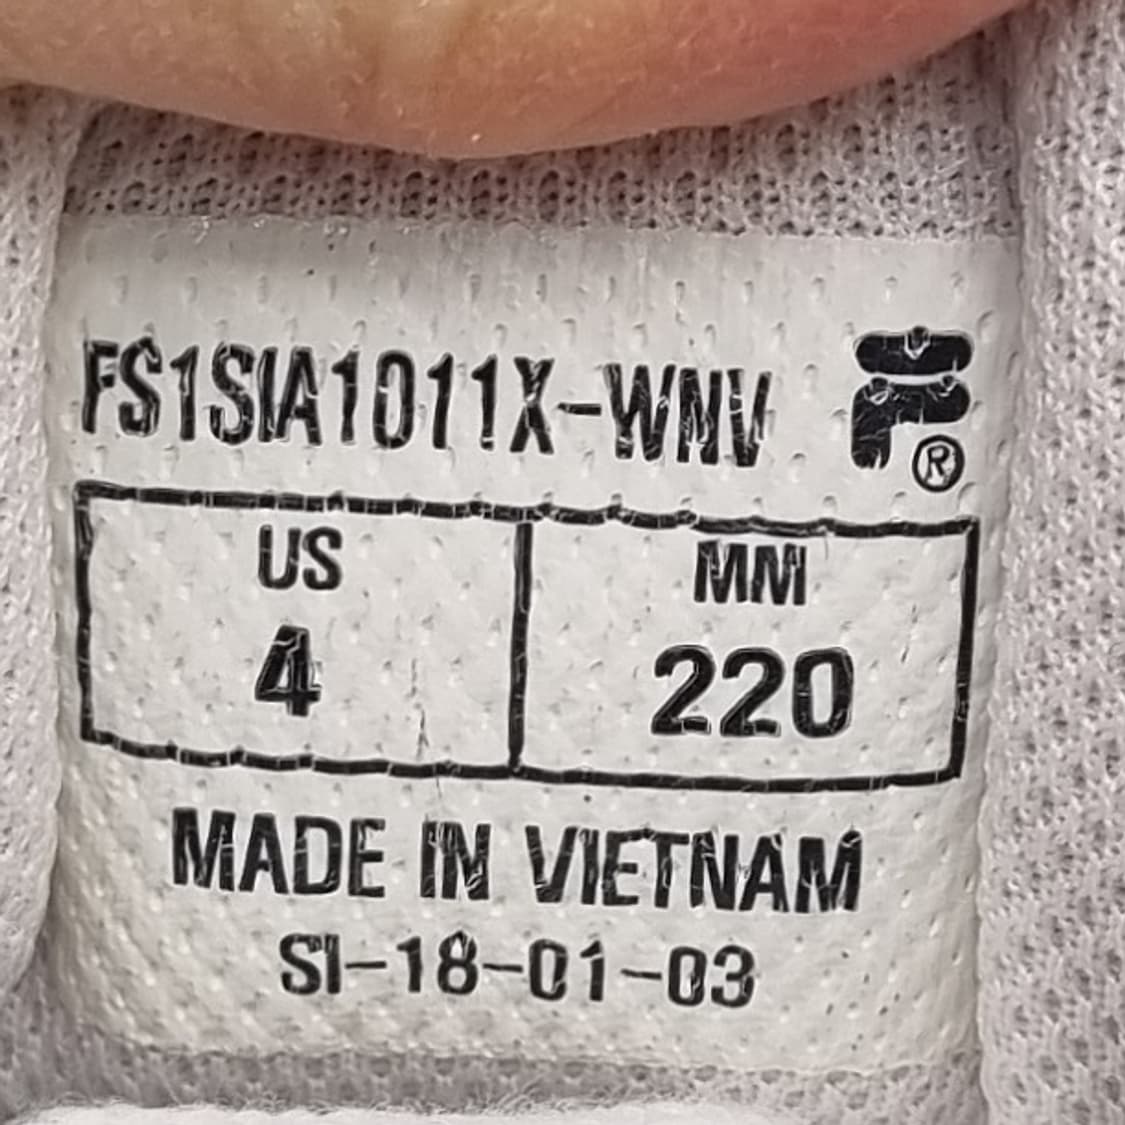 FS1SIA1011X-WNV
®
US MM
4 220
MADE IN VIETNAM
SI-18-01-03